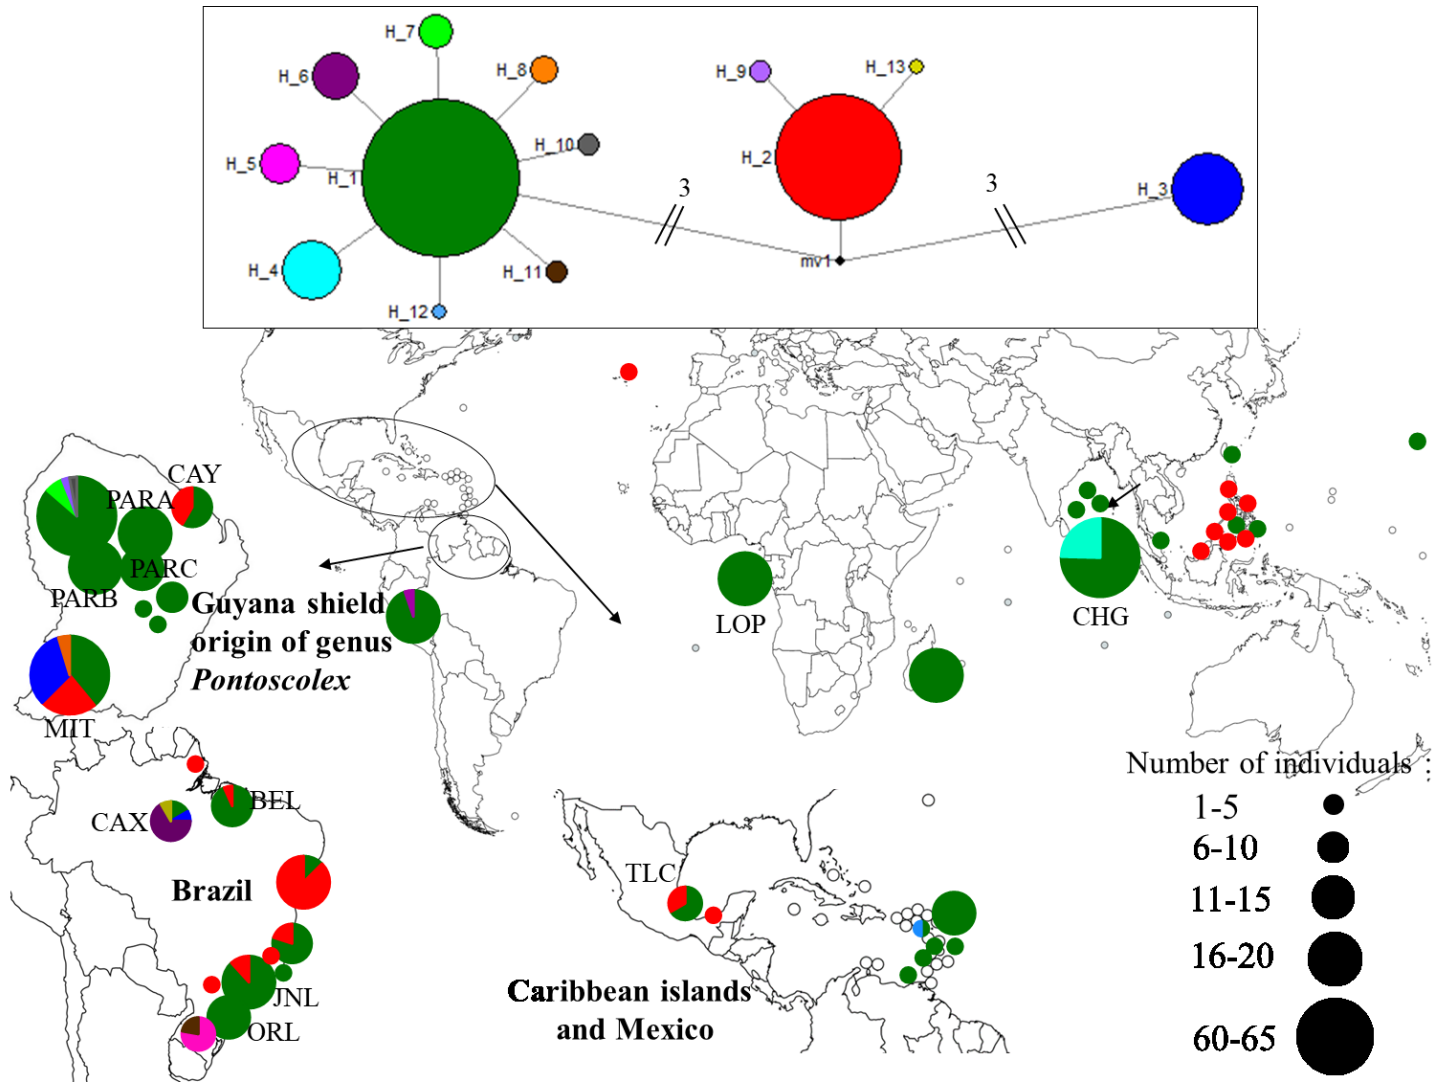 H_7
H_6
H_8
H_9
H_13
H_10
H_5
H_1
H_2
3
3
H_3
H_4
H_11
mv1
H_12
CAY
PARA
PARC
PARB
Guyana shield
origin of genus
Pontoscolex
MIT
LOP
CHG
Number of individuals
1-5
6-10
11-15
16-20
60-65
BEL
CAX
Brazil
JNL
ORL
TLC
Caribbean islands
and Mexico